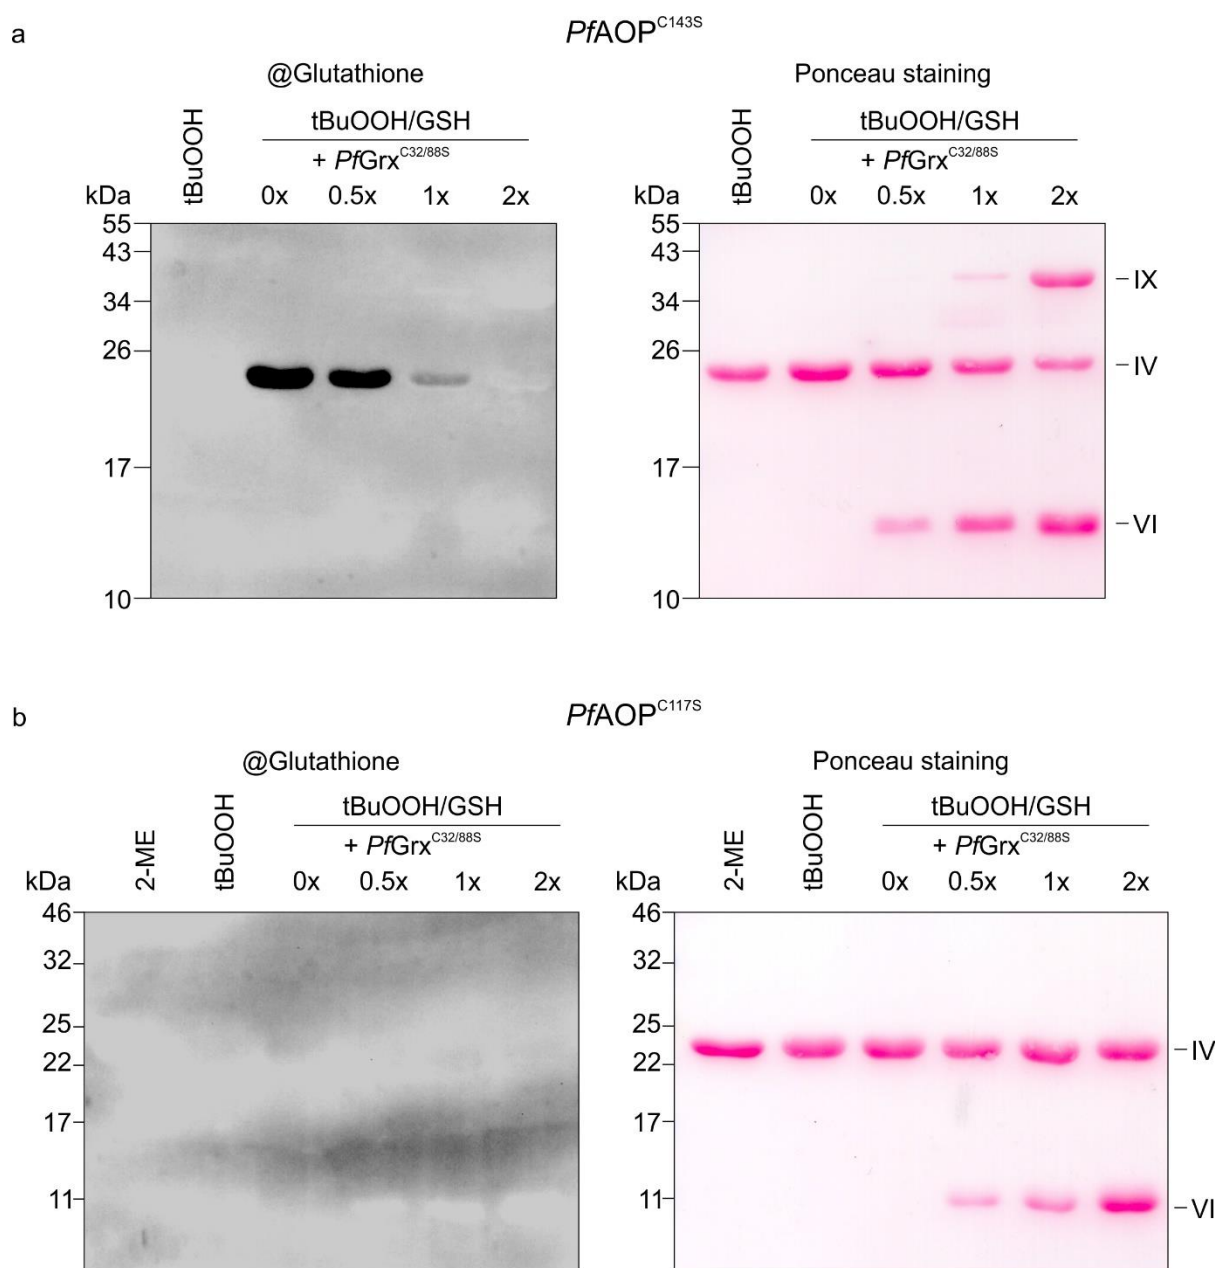 a
PfAOP^C143S
@Glutathione
tBuOOH
tBuOOH/GSH
+ PfGrx^C32/88S
kDa
0x 0.5x 1x 2x
55
43
34
26
17
10
Ponceau staining
tBuOOH
tBuOOH/GSH
+ PfGrx^C32/88S
kDa
0x 0.5x 1x 2x
55
43
34
26
17
10
IX
IV
VI
b
PfAOP^C117S
@Glutathione
2-ME
tBuOOH
tBuOOH/GSH
+ PfGrx^C32/88S
kDa
0x 0.5x 1x 2x
46
32
25
22
17
11
Ponceau staining
2-ME
tBuOOH
tBuOOH/GSH
+ PfGrx^C32/88S
kDa
0x 0.5x 1x 2x
46
32
25
22
17
11
IV
VI